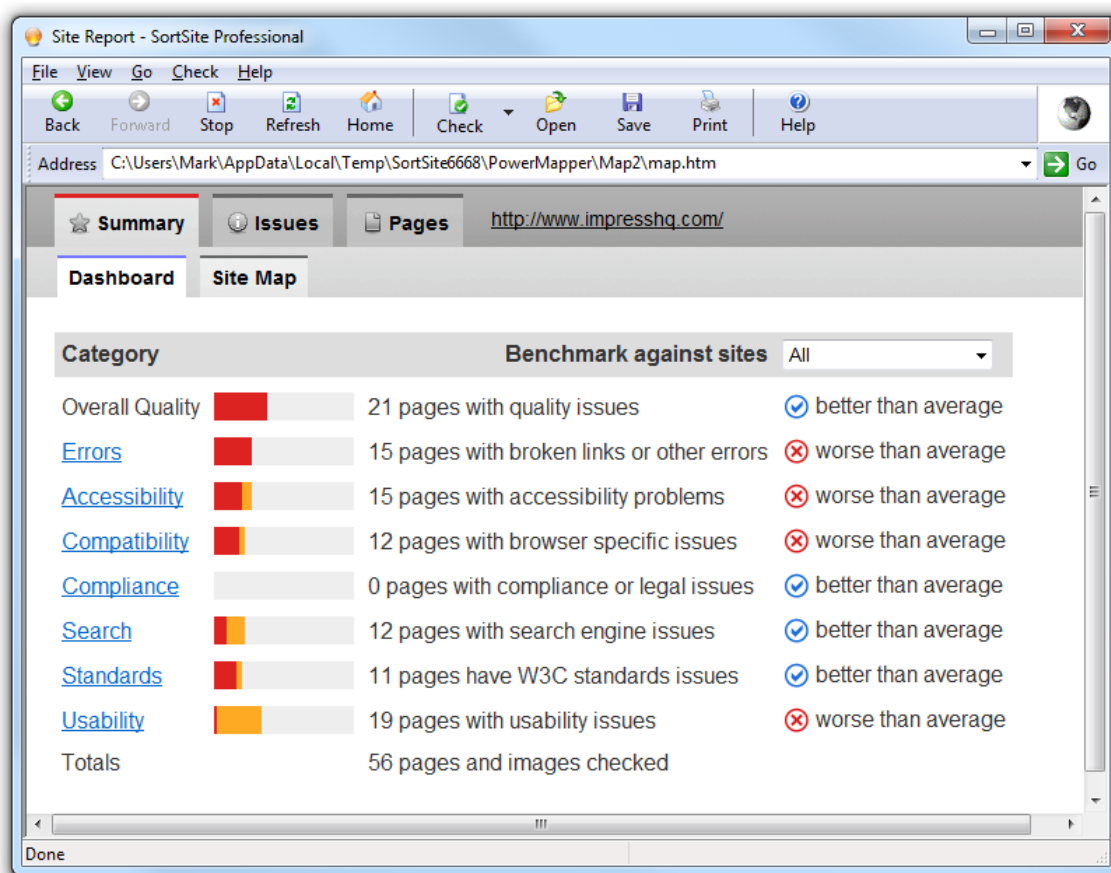 Site Report - SortSite Professional
File View Go Check Help
Back Forward Stop Refresh Home Check Open Save Print Help
Address C:\Users\Mark\AppData\Local\Temp\SortSite6668\PowerMapper\Map2\map.htm Go
Summary Issues Pages http://www.impresshq.com/
Dashboard Site Map
Category Benchmark against sites All
Overall Quality 21 pages with quality issues better than average
Errors 15 pages with broken links or other errors worse than average
Accessibility 15 pages with accessibility problems worse than average
Compatibility 12 pages with browser specific issues worse than average
Compliance 0 pages with compliance or legal issues better than average
Search 12 pages with search engine issues better than average
Standards 11 pages have W3C standards issues better than average
Usability 19 pages with usability issues worse than average
Totals 56 pages and images checked
Done